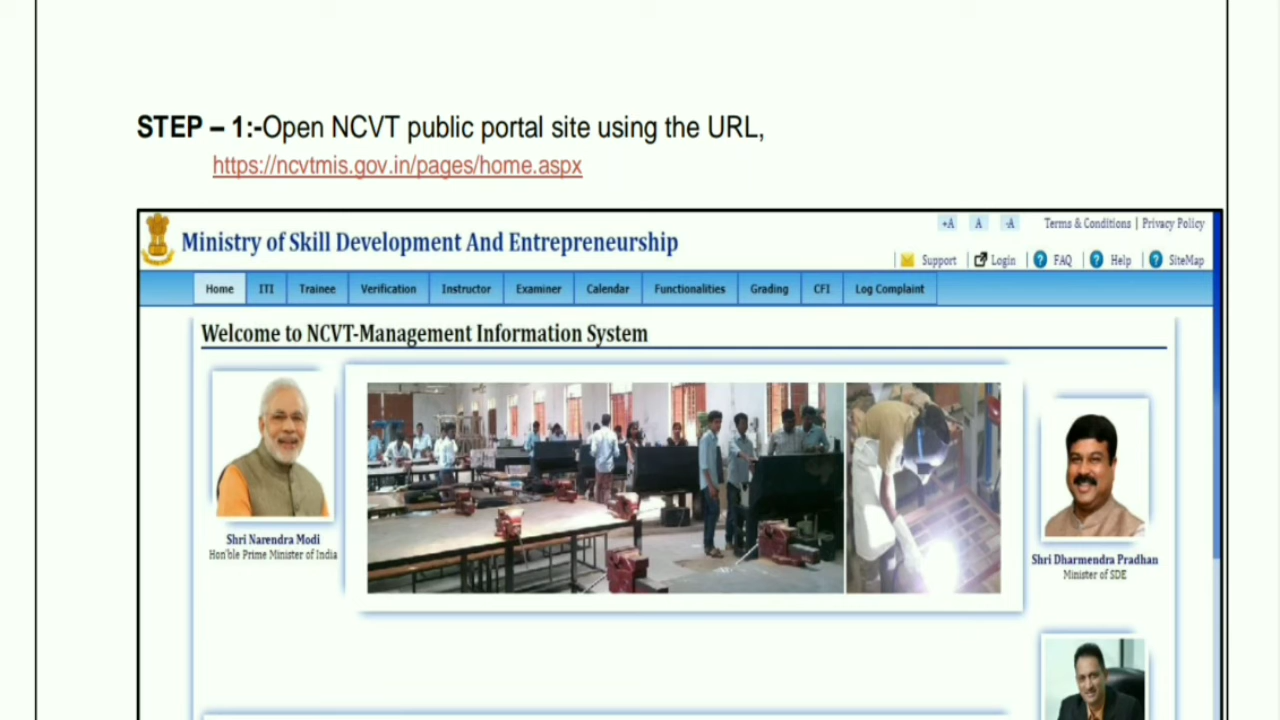 STEP – 1:-Open NCVT public portal site using the URL,
https://ncvtmis.gov.in/pages/home.aspx
+A A -A Terms & Conditions | Privacy Policy
Ministry of Skill Development And Entrepreneurship
| Support | Login | FAQ | Help | SiteMap
Home ITI Trainee Verification Instructor Examiner Calendar Functionalities Grading CFI Log Complaint
Welcome to NCVT-Management Information System
Shri Narendra Modi
Hon'ble Prime Minister of India
Shri Dharmendra Pradhan
Minister of SDE